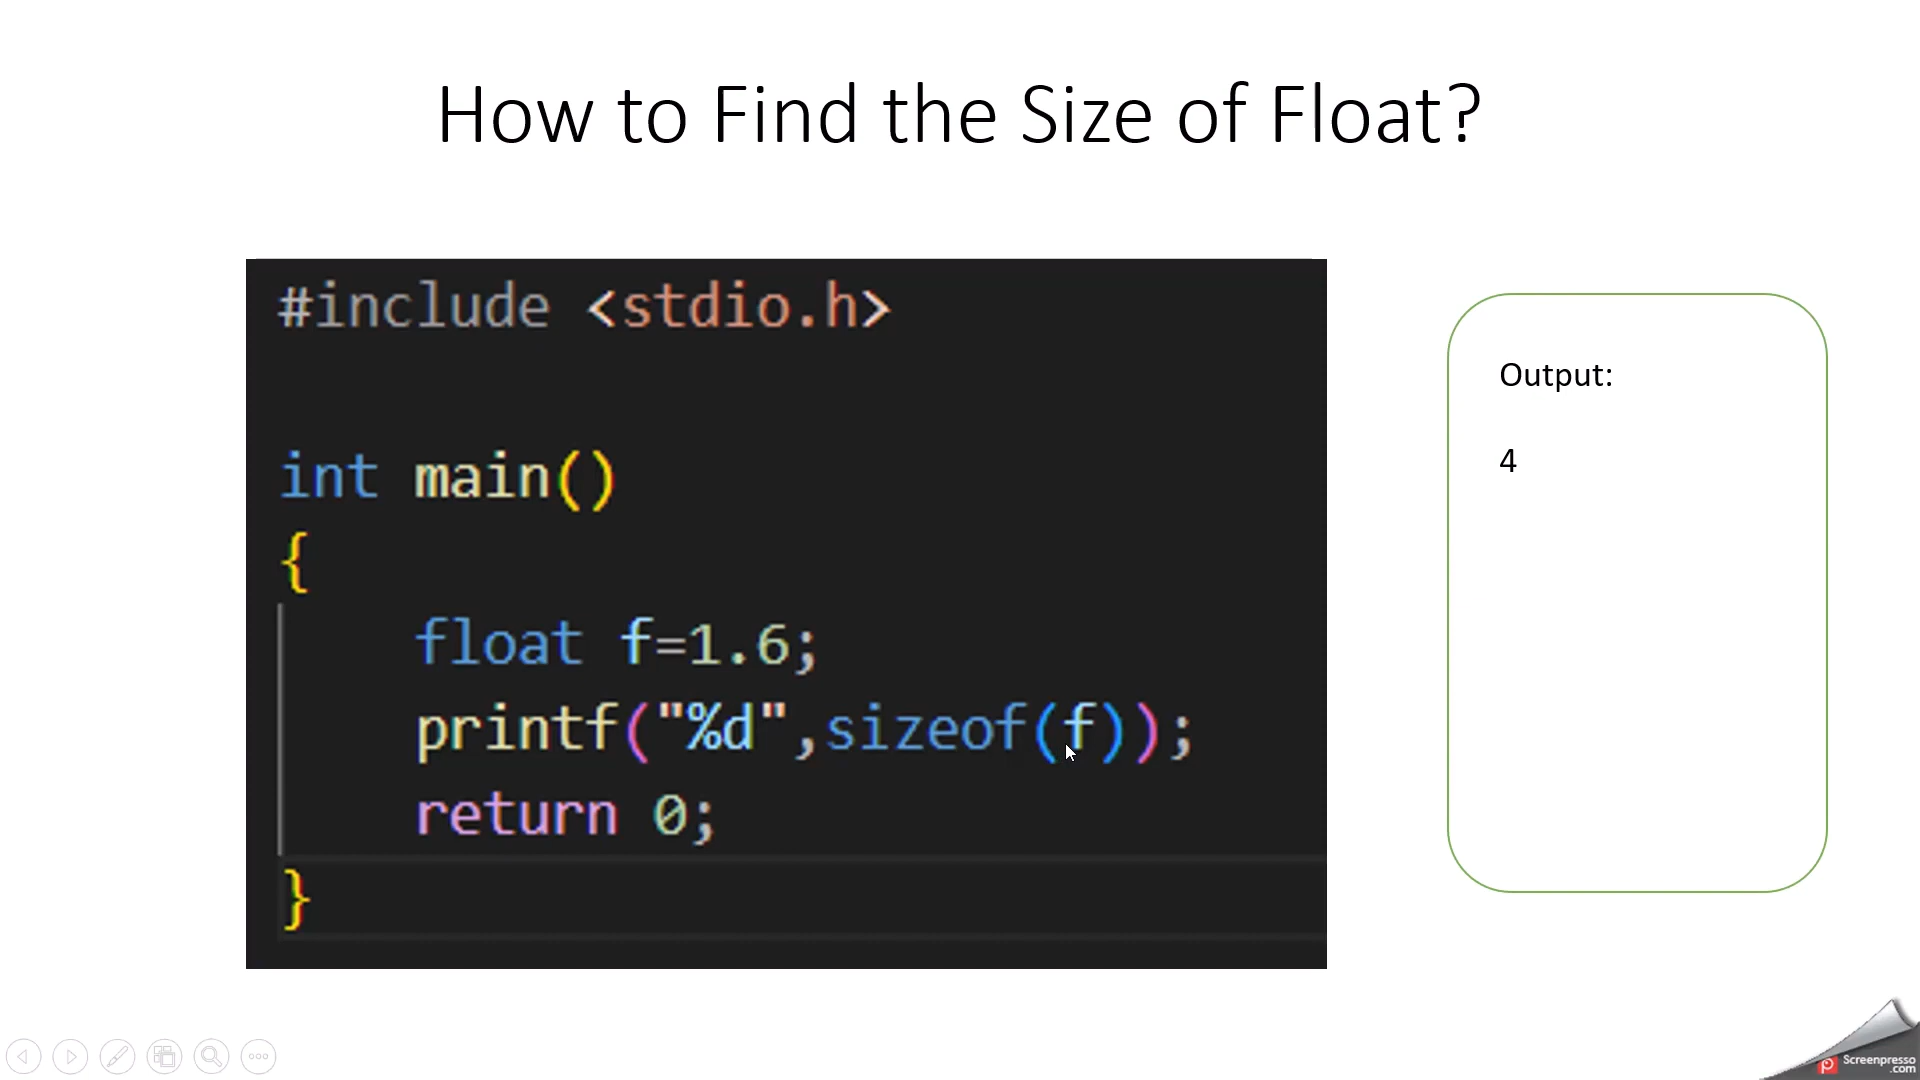 How to Find the Size of Float?
#include <stdio.h>
int main()
{
float f=1.6;
printf("%d",sizeof(f));
return 0;
}
Output:
4
Screenpresso
.com